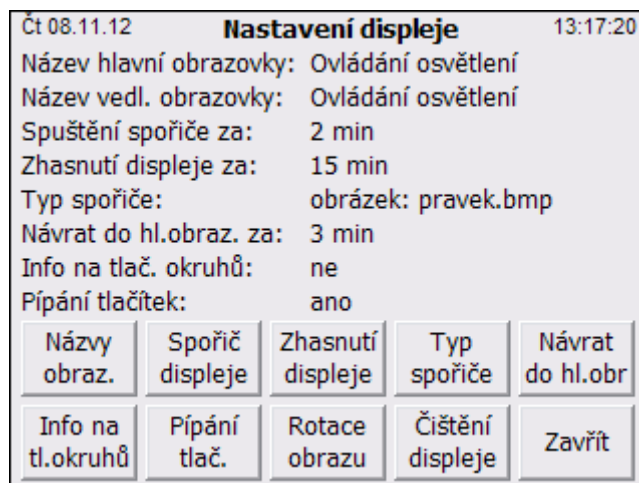 Čt 08.11.12 Nastavení displeje 13:17:20
Název hlavní obrazovky: Ovládání osvětlení
Název vedl. obrazovky: Ovládání osvětlení
Spuštění spořiče za: 2 min
Zhasnutí displeje za: 15 min
Typ spořiče: obrázek: pravek.bmp
Návrat do hl.obraz. za: 3 min
Info na tlač. okruhů: ne
Pípání tlačítek: ano
Názvy
obraz.
Spořič
displeje
Zhasnutí
displeje
Typ
spořiče
Návrat
do hl.obr
Info na
tl.okruhů
Pípání
tlač.
Rotace
obrazu
Čištění
displeje
Zavřít